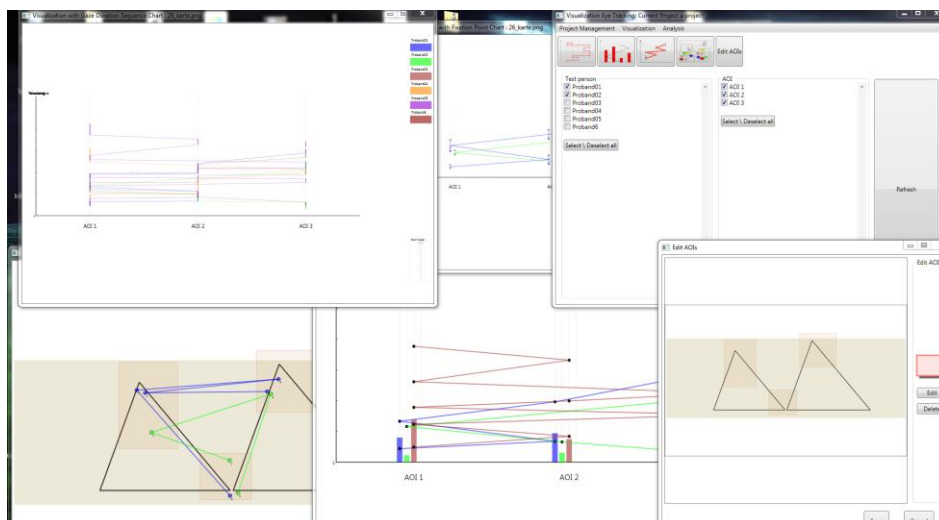 Visualization with Gaze Duration Sequence Chart : 26_karte.png
Proband01
Proband02
Proband03
Proband04
Proband05
Proband6
AOI 1
AOI 2
AOI 3
with Fixation Point Chart : 26_karte.png
AOI 1
AOI 2
Visualization Eye Tracking: Current Project a project
Project Management
Visualization
Analysis
Edit AOIs
Test person
Proband01
Proband02
Proband03
Proband04
Proband05
Proband6
Select \ Deselect all
AOI
AOI 1
AOI 2
AOI 3
Select \ Deselect all
Refresh
AOI 1
AOI 2
Edit AOIs
Edit AOI
Edit
Delete